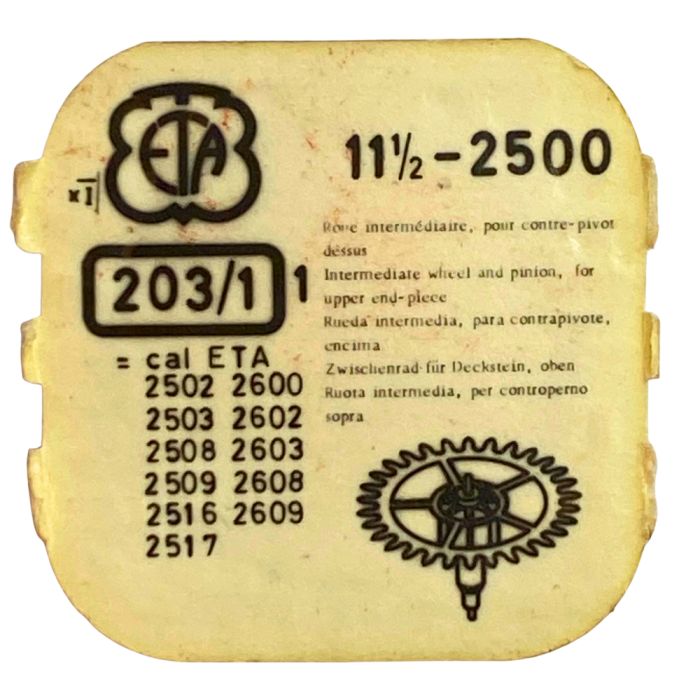 ETA
x1
11½-2500
203/1 1
= cal ETA
2502 2600
2503 2602
2508 2603
2509 2608
2516 2609
2517
Roue intermédiaire, pour contre-pivot
dessus
Intermediate wheel and pinion, for
upper end-piece
Rueda intermedia, para contrapivote,
encima
Zwischenrad für Deckstein, oben
Ruota intermedia, per controperno
sopra